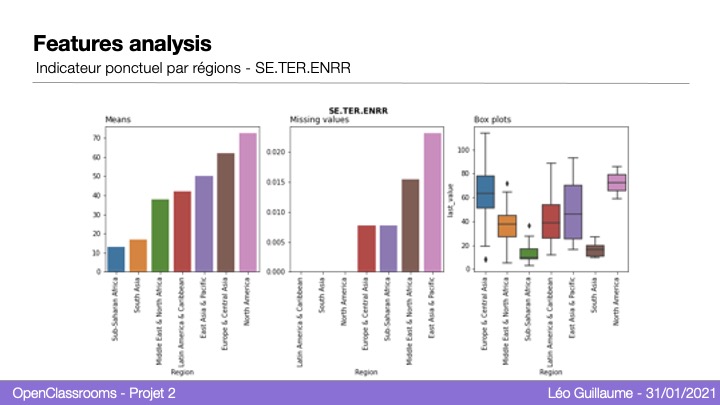 Features analysis
Indicateur ponctuel par régions - SE.TER.ENRR
SE.TER.ENRR
Means
70
60
50
40
30
20
10
0
Sub-Saharan Africa
South Asia
Middle East & North Africa
Latin America & Caribbean
East Asia & Pacific
Europe & Central Asia
North America
Region
Missing values
0.020
0.015
0.010
0.005
0.000
Latin America & Caribbean
South Asia
North America
Europe & Central Asia
Sub-Saharan Africa
Middle East & North Africa
East Asia & Pacific
Region
Box plots
last_value
100
80
60
40
20
0
Europe & Central Asia
Middle East & North Africa
Sub-Saharan Africa
Latin America & Caribbean
East Asia & Pacific
South Asia
North America
Region
OpenClassrooms - Projet 2
Léo Guillaume - 31/01/2021